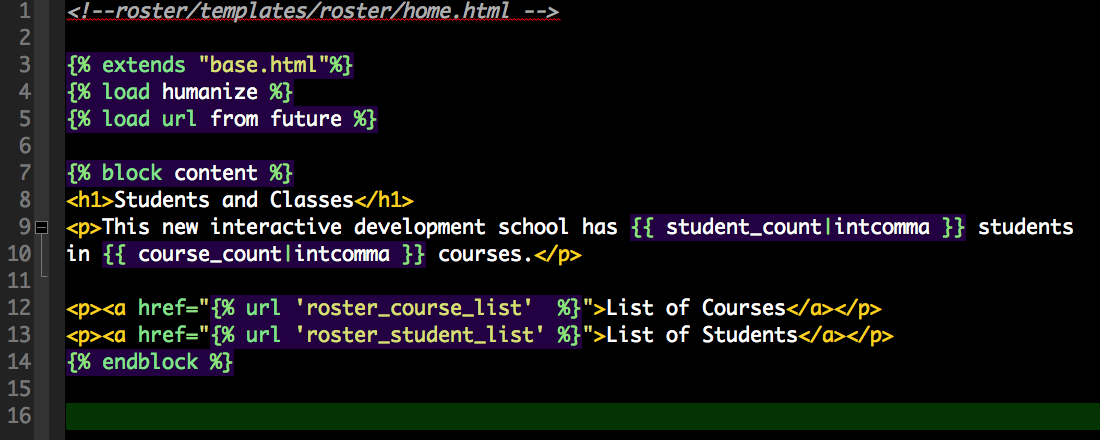 1 <!--roster/templates/roster/home.html -->
2
3 {% extends "base.html"%}
4 {% load humanize %}
5 {% load url from future %}
6
7 {% block content %}
8 <h1>Students and Classes</h1>
9 <p>This new interactive development school has {{ student_count|intcomma }} students
10 in {{ course_count|intcomma }} courses.</p>
11
12 <p><a href="{% url 'roster_course_list'  %}">List of Courses</a></p>
13 <p><a href="{% url 'roster_student_list' %}">List of Students</a></p>
14 {% endblock %}
15
16